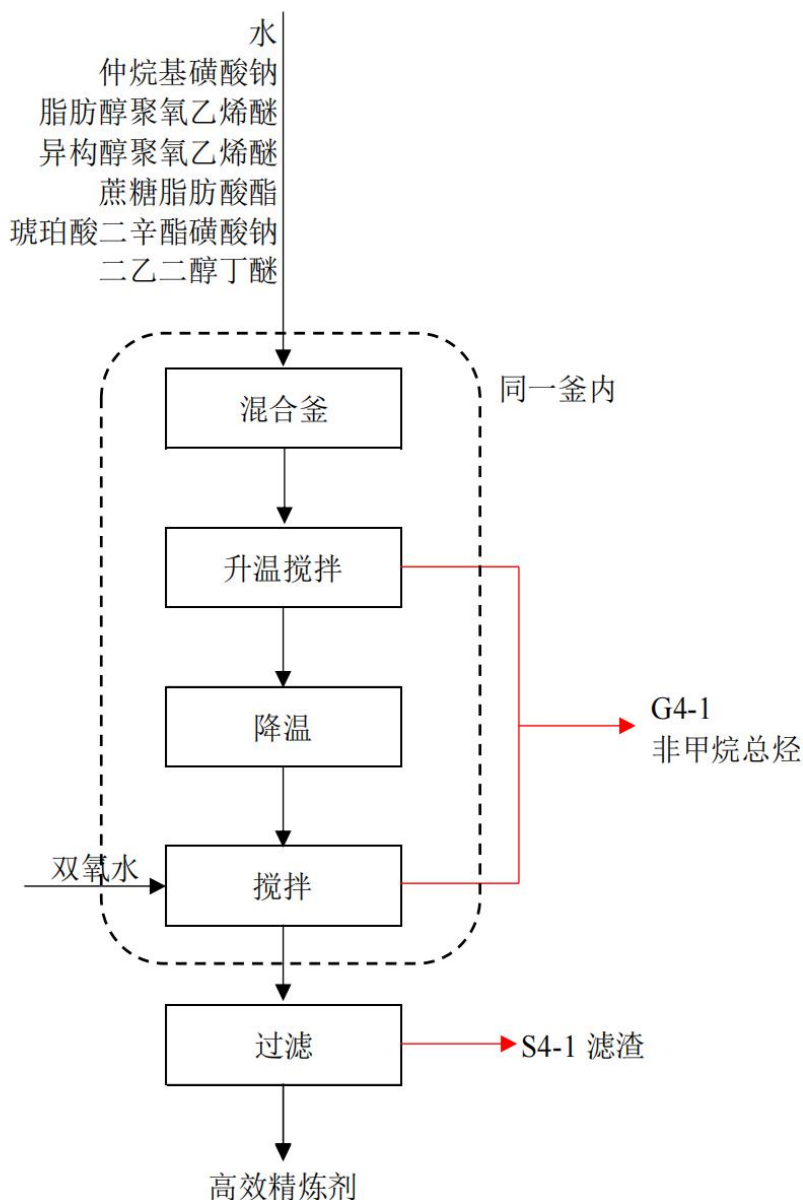 水
仲烷基磺酸钠
脂肪醇聚氧乙烯醚
异构醇聚氧乙烯醚
蔗糖脂肪酸酯
琥珀酸二辛酯磺酸钠
二乙二醇丁醚
同一釜内
混合釜
升温搅拌
降温
G4-1
非甲烷总烃
双氧水
搅拌
过滤
S4-1 滤渣
高效精炼剂